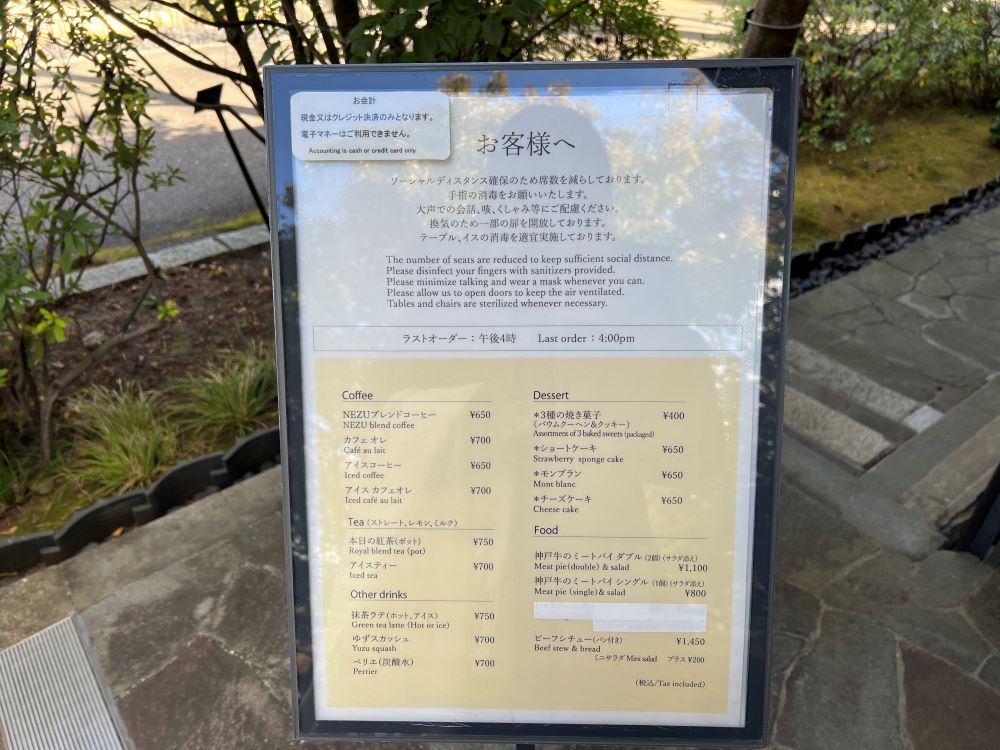 お会計
現金又はクレジット決済のみとなります。
電子マネーはご利用できません。
Accounting is cash or credit card only
お客様へ
ソーシャルディスタンス確保のため席数を減らしております。
手指の消毒をお願いいたします。
大声での会話、咳、くしゃみ等にご配慮ください。
換気のため一部の扉を開放しております。
テーブル、イスの消毒を適宜実施しております。
The number of seats are reduced to keep sufficient social distance.
Please disinfect your fingers with sanitizers provided.
Please minimize talking and wear a mask whenever you can.
Please allow us to open doors to keep the air ventilated.
Tables and chairs are sterilized whenever necessary.
ラストオーダー：午後4時 Last order：4:00pm
Coffee
NEZUブレンドコーヒー ¥650
NEZU blend coffee
カフェ オレ ¥700
Café au lait
アイスコーヒー ¥650
Iced coffee
アイス カフェオレ ¥700
Iced café au lait
Tea (ストレート、レモン、ミルク)
本日の紅茶(ポット) ¥750
Royal blend tea (pot)
アイスティー ¥700
Iced tea
Other drinks
抹茶ラテ(ホット、アイス) ¥750
Green tea latte (Hot or ice)
ゆずスカッシュ ¥700
Yuzu squash
ペリエ(炭酸水) ¥700
Perrier
Dessert
＊3種の焼き菓子 ¥400
(バウムクーヘン&クッキー)
Assortment of 3 baked sweets (packaged)
＊ショートケーキ ¥650
Strawberry sponge cake
＊モンブラン ¥650
Mont blanc
＊チーズケーキ ¥650
Cheese cake
Food
神戸牛のミートパイ ダブル (2個) (サラダ添え)
Meat pie(double) & salad ¥1,100
神戸牛のミートパイ シングル (1個) (サラダ添え)
Meat pie (single)& salad ¥800
ビーフシチュー(パン付き) ¥1,450
Beef stew & bread
ミニサラダ Mini salad プラス ¥200
(税込/Tax included)